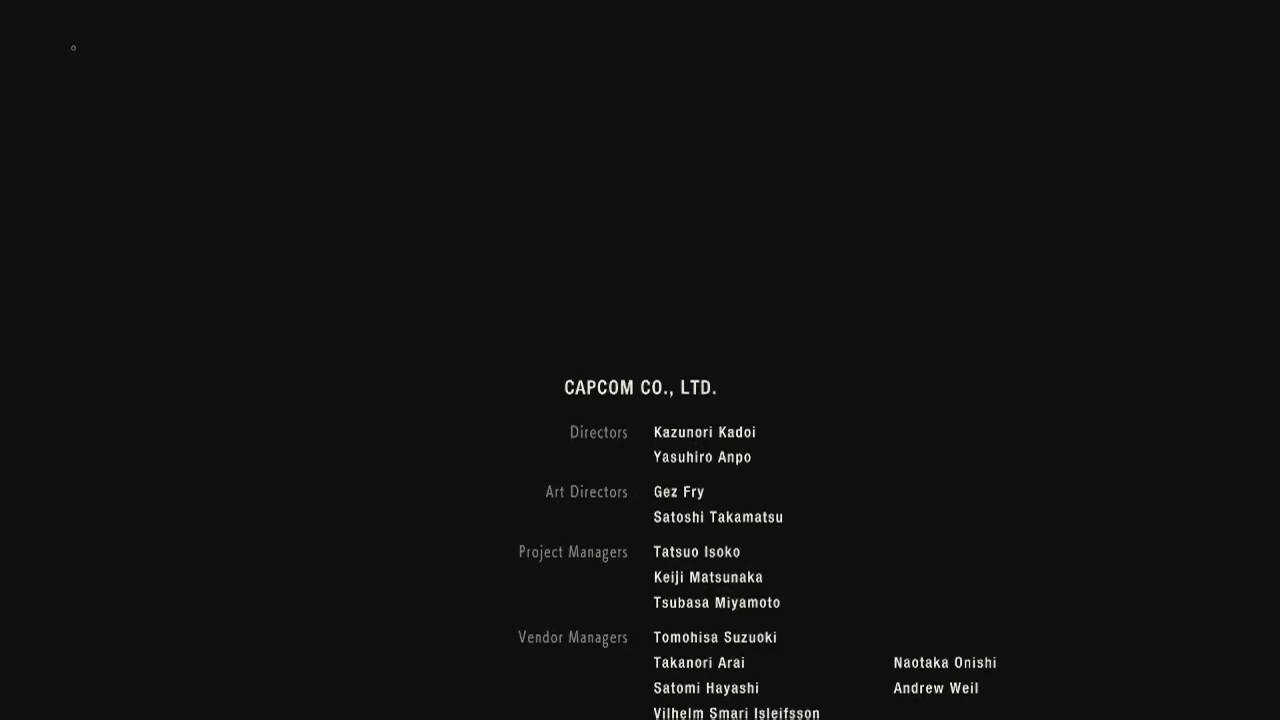 CAPCOM CO., LTD.
Directors Kazunori Kadoi
Yasuhiro Anpo
Art Directors Gez Fry
Satoshi Takamatsu
Project Managers Tatsuo Isoko
Keiji Matsunaka
Tsubasa Miyamoto
Vendor Managers Tomohisa Suzuoki
Takanori Arai Naotaka Onishi
Satomi Hayashi Andrew Weil
Vilhelm Smari Isleifsson